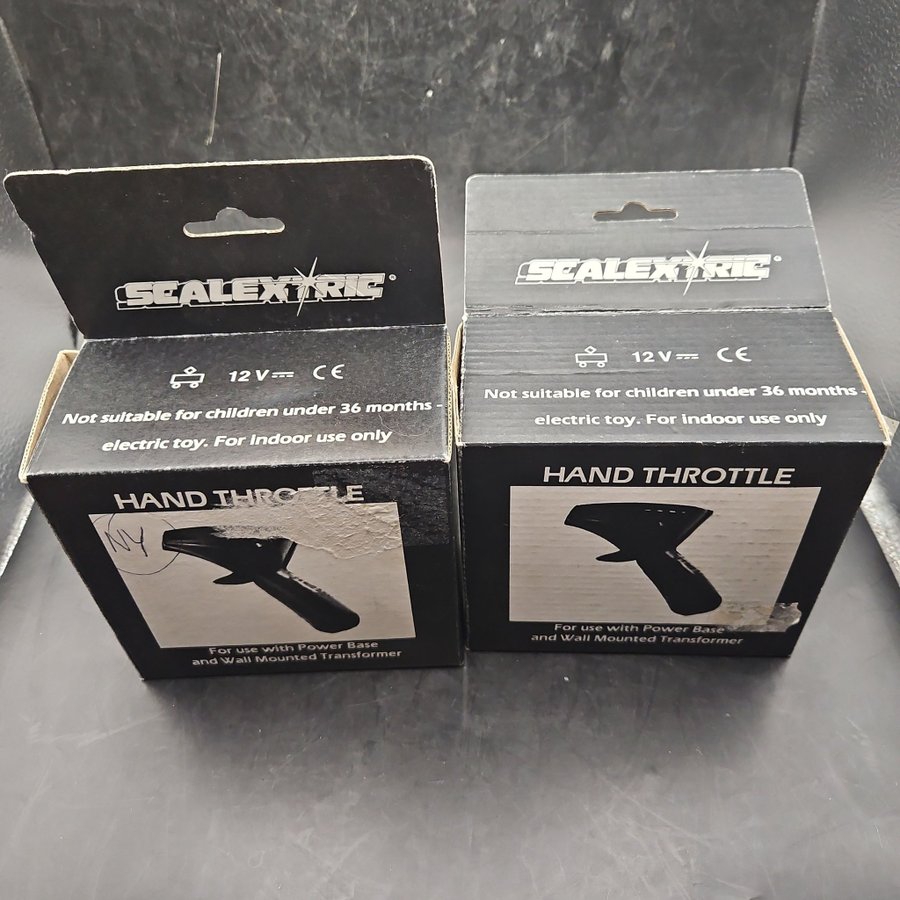 SCALEXTRIC
12V CE
Not suitable for children under 36 months -
electric toy. For indoor use only
HAND THROTTLE
NY
For use with Power Base
and Wall Mounted Transformer
SCALEXTRIC
12V CE
Not suitable for children under 36 months -
electric toy. For indoor use only
HAND THROTTLE
For use with Power Base
and Wall Mounted Transformer